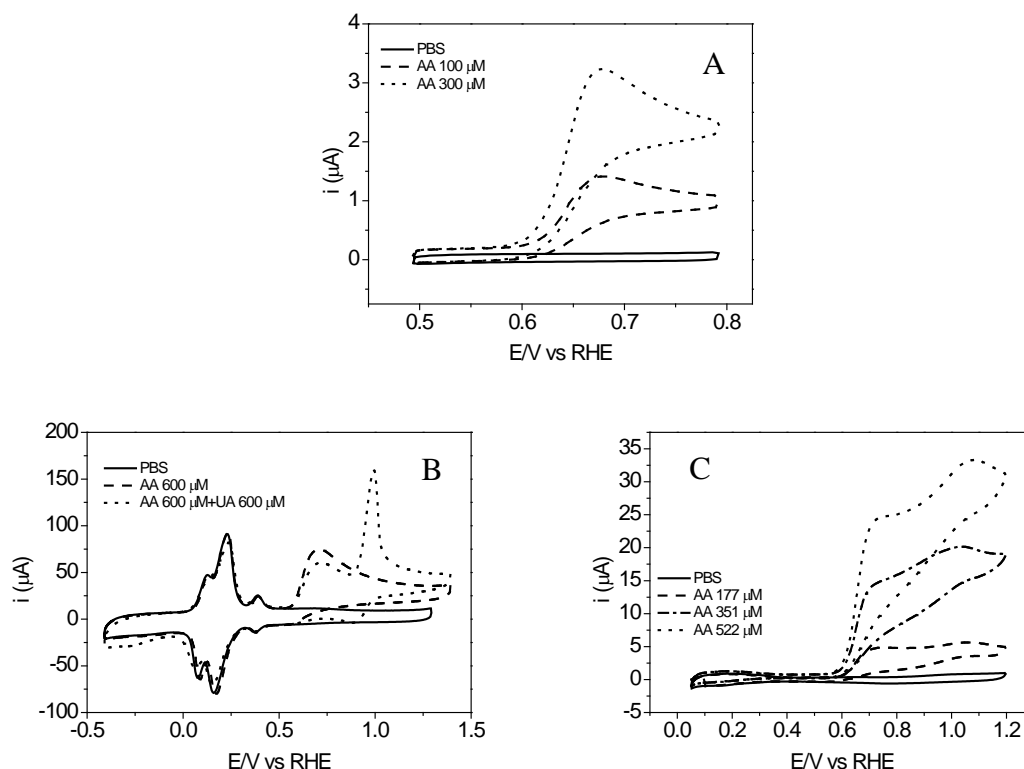 4
3
2
1
0
i (μA)
PBS
AA 100 μM
AA 300 μM
A
0.5 0.6 0.7 0.8
E/V vs RHE
200
150
100
50
0
-50
-100
i (μA)
PBS
AA 600 μM
AA 600 μM+UA 600 μM
B
-0.5 0.0 0.5 1.0 1.5
E/V vs RHE
35
30
25
20
15
10
5
0
-5
i (μA)
C
PBS
AA 177 μM
AA 351 μM
AA 522 μM
0.0 0.2 0.4 0.6 0.8 1.0 1.2
E/V vs RHE